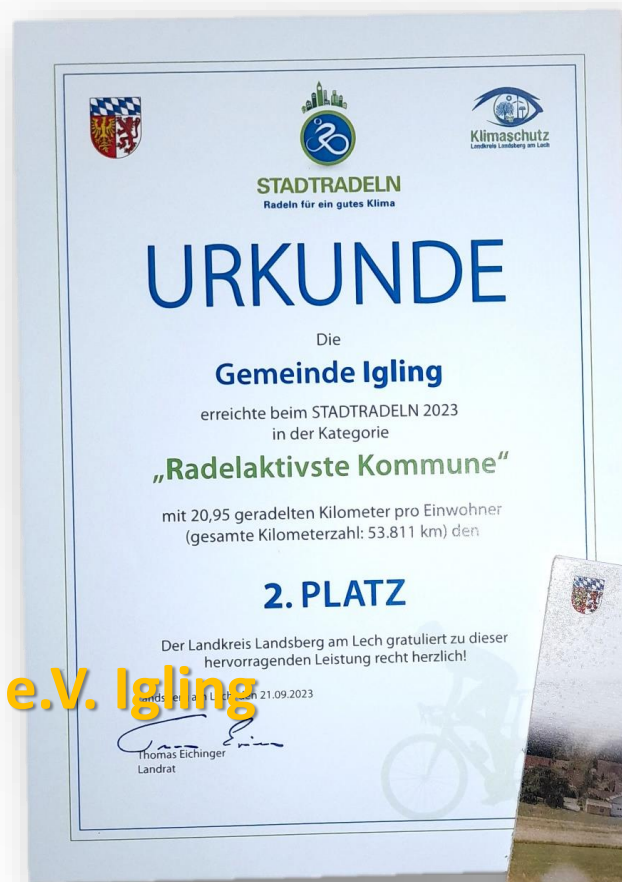 Klimaschutz
Landkreis Landsberg am Lech
STADTRADELN
Radeln für ein gutes Klima
URKUNDE
Die
Gemeinde Igling
erreichte beim STADTRADELN 2023
in der Kategorie
„Radelaktivste Kommune“
mit 20,95 geradelten Kilometer pro Einwohner
(gesamte Kilometerzahl: 53.811 km) den
2. PLATZ
Der Landkreis Landsberg am Lech gratuliert zu dieser
hervorragenden Leistung recht herzlich!
e.V. Igling
21.09.2023
Thomas Eichinger
Landrat